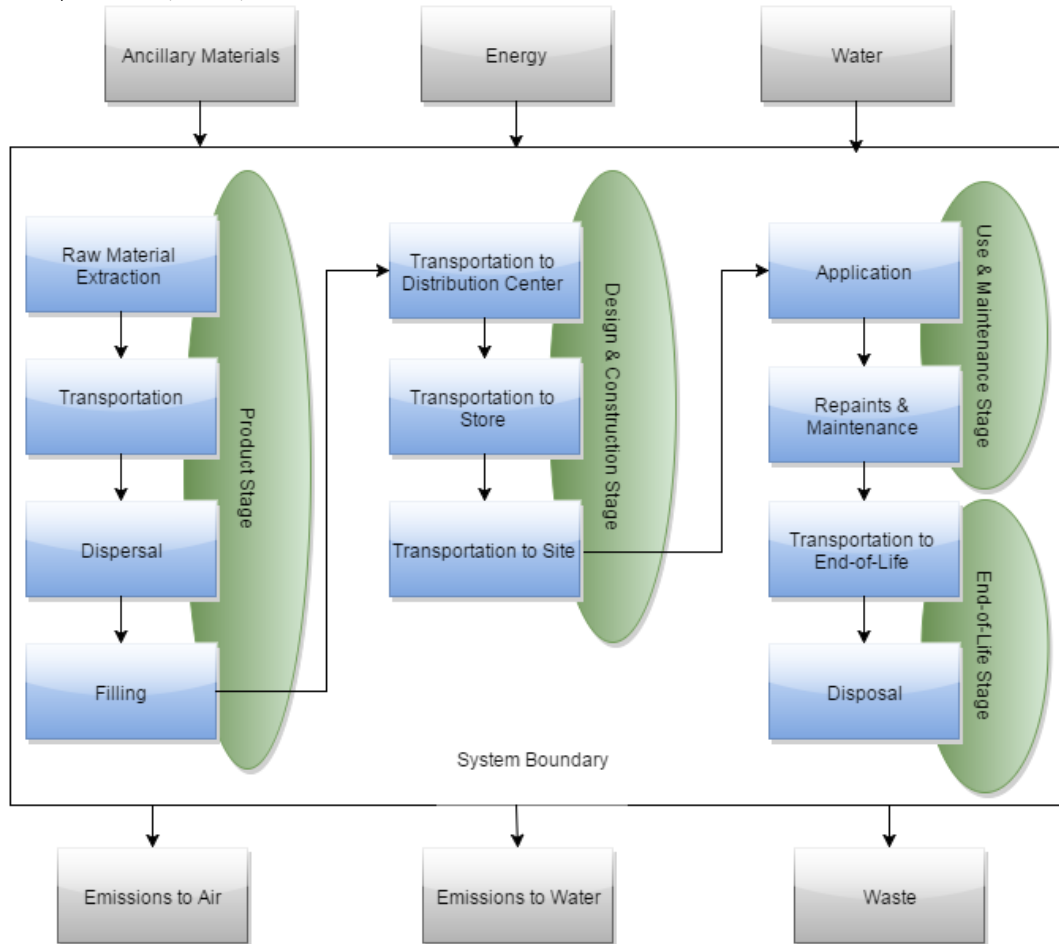 Ancillary Materials
Energy
Water
Raw Material
Extraction
Transportation
Dispersal
Filling
Product Stage
Transportation to
Distribution Center
Transportation to
Store
Transportation to Site
Design & Construction Stage
Application
Repaints &
Maintenance
Use & Maintenance Stage
Transportation to
End-of-Life
Disposal
End-of-Life Stage
System Boundary
Emissions to Air
Emissions to Water
Waste